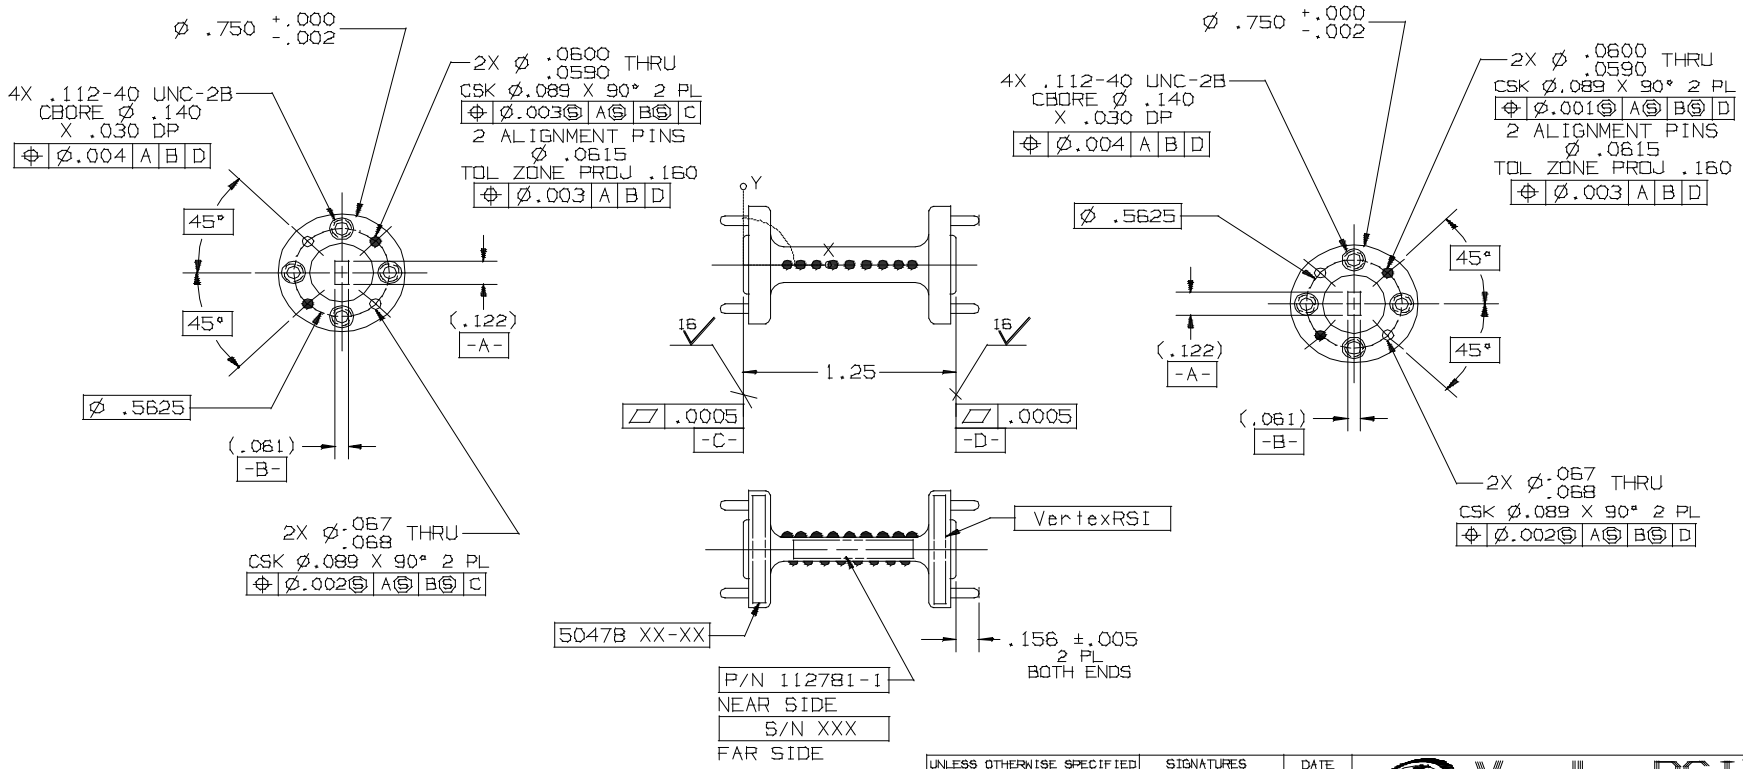 Ø .750 +.000
-.002
4X .112-40 UNC-2B
CBORE Ø .140
X .030 DP
⌖ Ø.004 A B D
2X Ø .0600 THRU
.0590
CSK Ø.089 X 90° 2 PL
⌖ Ø.003Ⓢ AⓈ BⓈ C
2 ALIGNMENT PINS
Ø .0615
TOL ZONE PROJ .160
⌖ Ø.003 A B D
45°
45°
(.122)
-A-
Ø .5625
(.061)
-B-
2X Ø .067 THRU
.068
CSK Ø.089 X 90° 2 PL
⌖ Ø.002Ⓢ AⓈ BⓈ C
Y
X
16
16
1.25
⏥ .0005
-C-
⏥ .0005
-D-
VertexRSI
5047B XX-XX
.156 ±.005
2 PL
BOTH ENDS
P/N 112781-1
NEAR SIDE
S/N XXX
FAR SIDE
Ø .750 +.000
-.002
4X .112-40 UNC-2B
CBORE Ø .140
X .030 DP
⌖ Ø.004 A B D
2X Ø .0600 THRU
.0590
CSK Ø.089 X 90° 2 PL
⌖ Ø.001Ⓢ AⓈ BⓈ D
2 ALIGNMENT PINS
Ø .0615
TOL ZONE PROJ .160
⌖ Ø.003 A B D
Ø .5625
45°
45°
(.122)
-A-
(.061)
-B-
2X Ø .067 THRU
.068
CSK Ø.089 X 90° 2 PL
⌖ Ø.002Ⓢ AⓈ BⓈ D
UNLESS OTHERWISE SPECIFIED SIGNATURES DATE